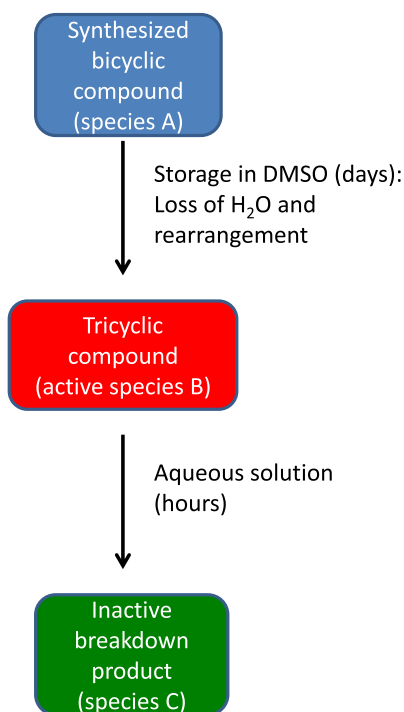 Synthesized
bicyclic
compound
(species A)
Storage in DMSO (days):
Loss of H₂O and
rearrangement
Tricyclic
compound
(active species B)
Aqueous solution
(hours)
Inactive
breakdown
product
(species C)